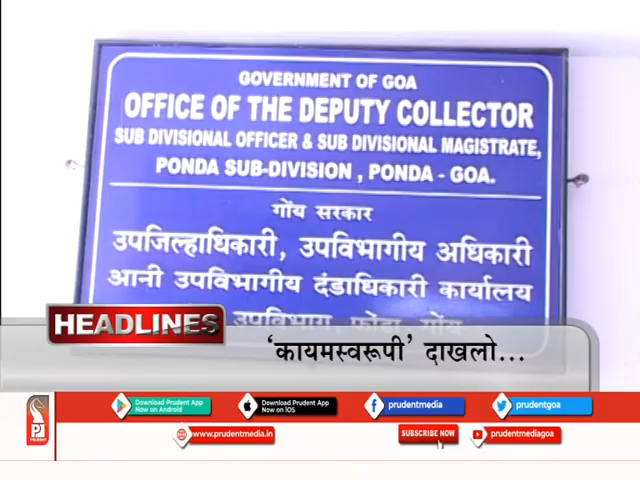 GOVERNMENT OF GOA
OFFICE OF THE DEPUTY COLLECTOR
SUB DIVISIONAL OFFICER & SUB DIVISIONAL MAGISTRATE,
PONDA SUB-DIVISION , PONDA - GOA.
गोंय सरकार
उपजिल्हाधिकारी, उपविभागीय अधिकारी
आनी उपविभागीय दंडाधिकारी कार्यालय
उपविभाग, फोंडा, गोंय
HEADLINES
‘कायमस्वरूपी’ दाखलो...
Download Prudent App
Now on Android
Download Prudent App
Now on iOS
prudentmedia
prudentgoa
PRUDENT
www.prudentmedia.in
SUBSCRIBE NOW
prudentmediagoa